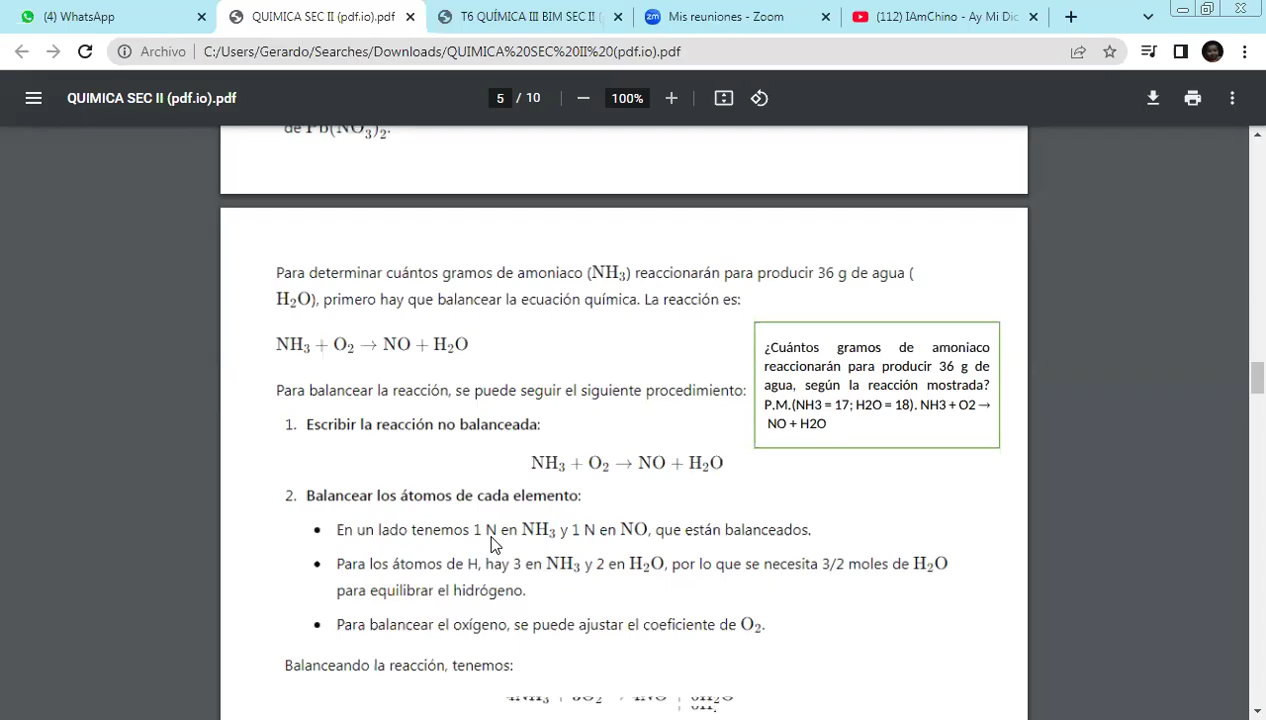 (4) WhatsApp
QUIMICA SEC II (pdf.io).pdf
T6 QUÍMICA III BIM SEC II (
Mis reuniones - Zoom
(112) IAmChino - Ay Mi Dic
Archivo
C:/Users/Gerardo/Searches/Downloads/QUIMICA%20SEC%20II%20(pdf.io).pdf
QUIMICA SEC II (pdf.io).pdf
5 / 10
100%
de Pb(NO₃)₂.
Para determinar cuántos gramos de amoniaco (NH₃) reaccionarán para producir 36 g de agua (
H₂O), primero hay que balancear la ecuación química. La reacción es:
NH₃ + O₂ → NO + H₂O
Para balancear la reacción, se puede seguir el siguiente procedimiento:
¿Cuántos gramos de amoniaco
reaccionarán para producir 36 g de
agua, según la reacción mostrada?
P.M.(NH3 = 17; H2O = 18). NH3 + O2 →
NO + H2O
1. Escribir la reacción no balanceada:
NH₃ + O₂ → NO + H₂O
2. Balancear los átomos de cada elemento:
• En un lado tenemos 1 N en NH₃ y 1 N en NO, que están balanceados.
• Para los átomos de H, hay 3 en NH₃ y 2 en H₂O, por lo que se necesita 3/2 moles de H₂O
para equilibrar el hidrógeno.
• Para balancear el oxígeno, se puede ajustar el coeficiente de O₂.
Balanceando la reacción, tenemos: